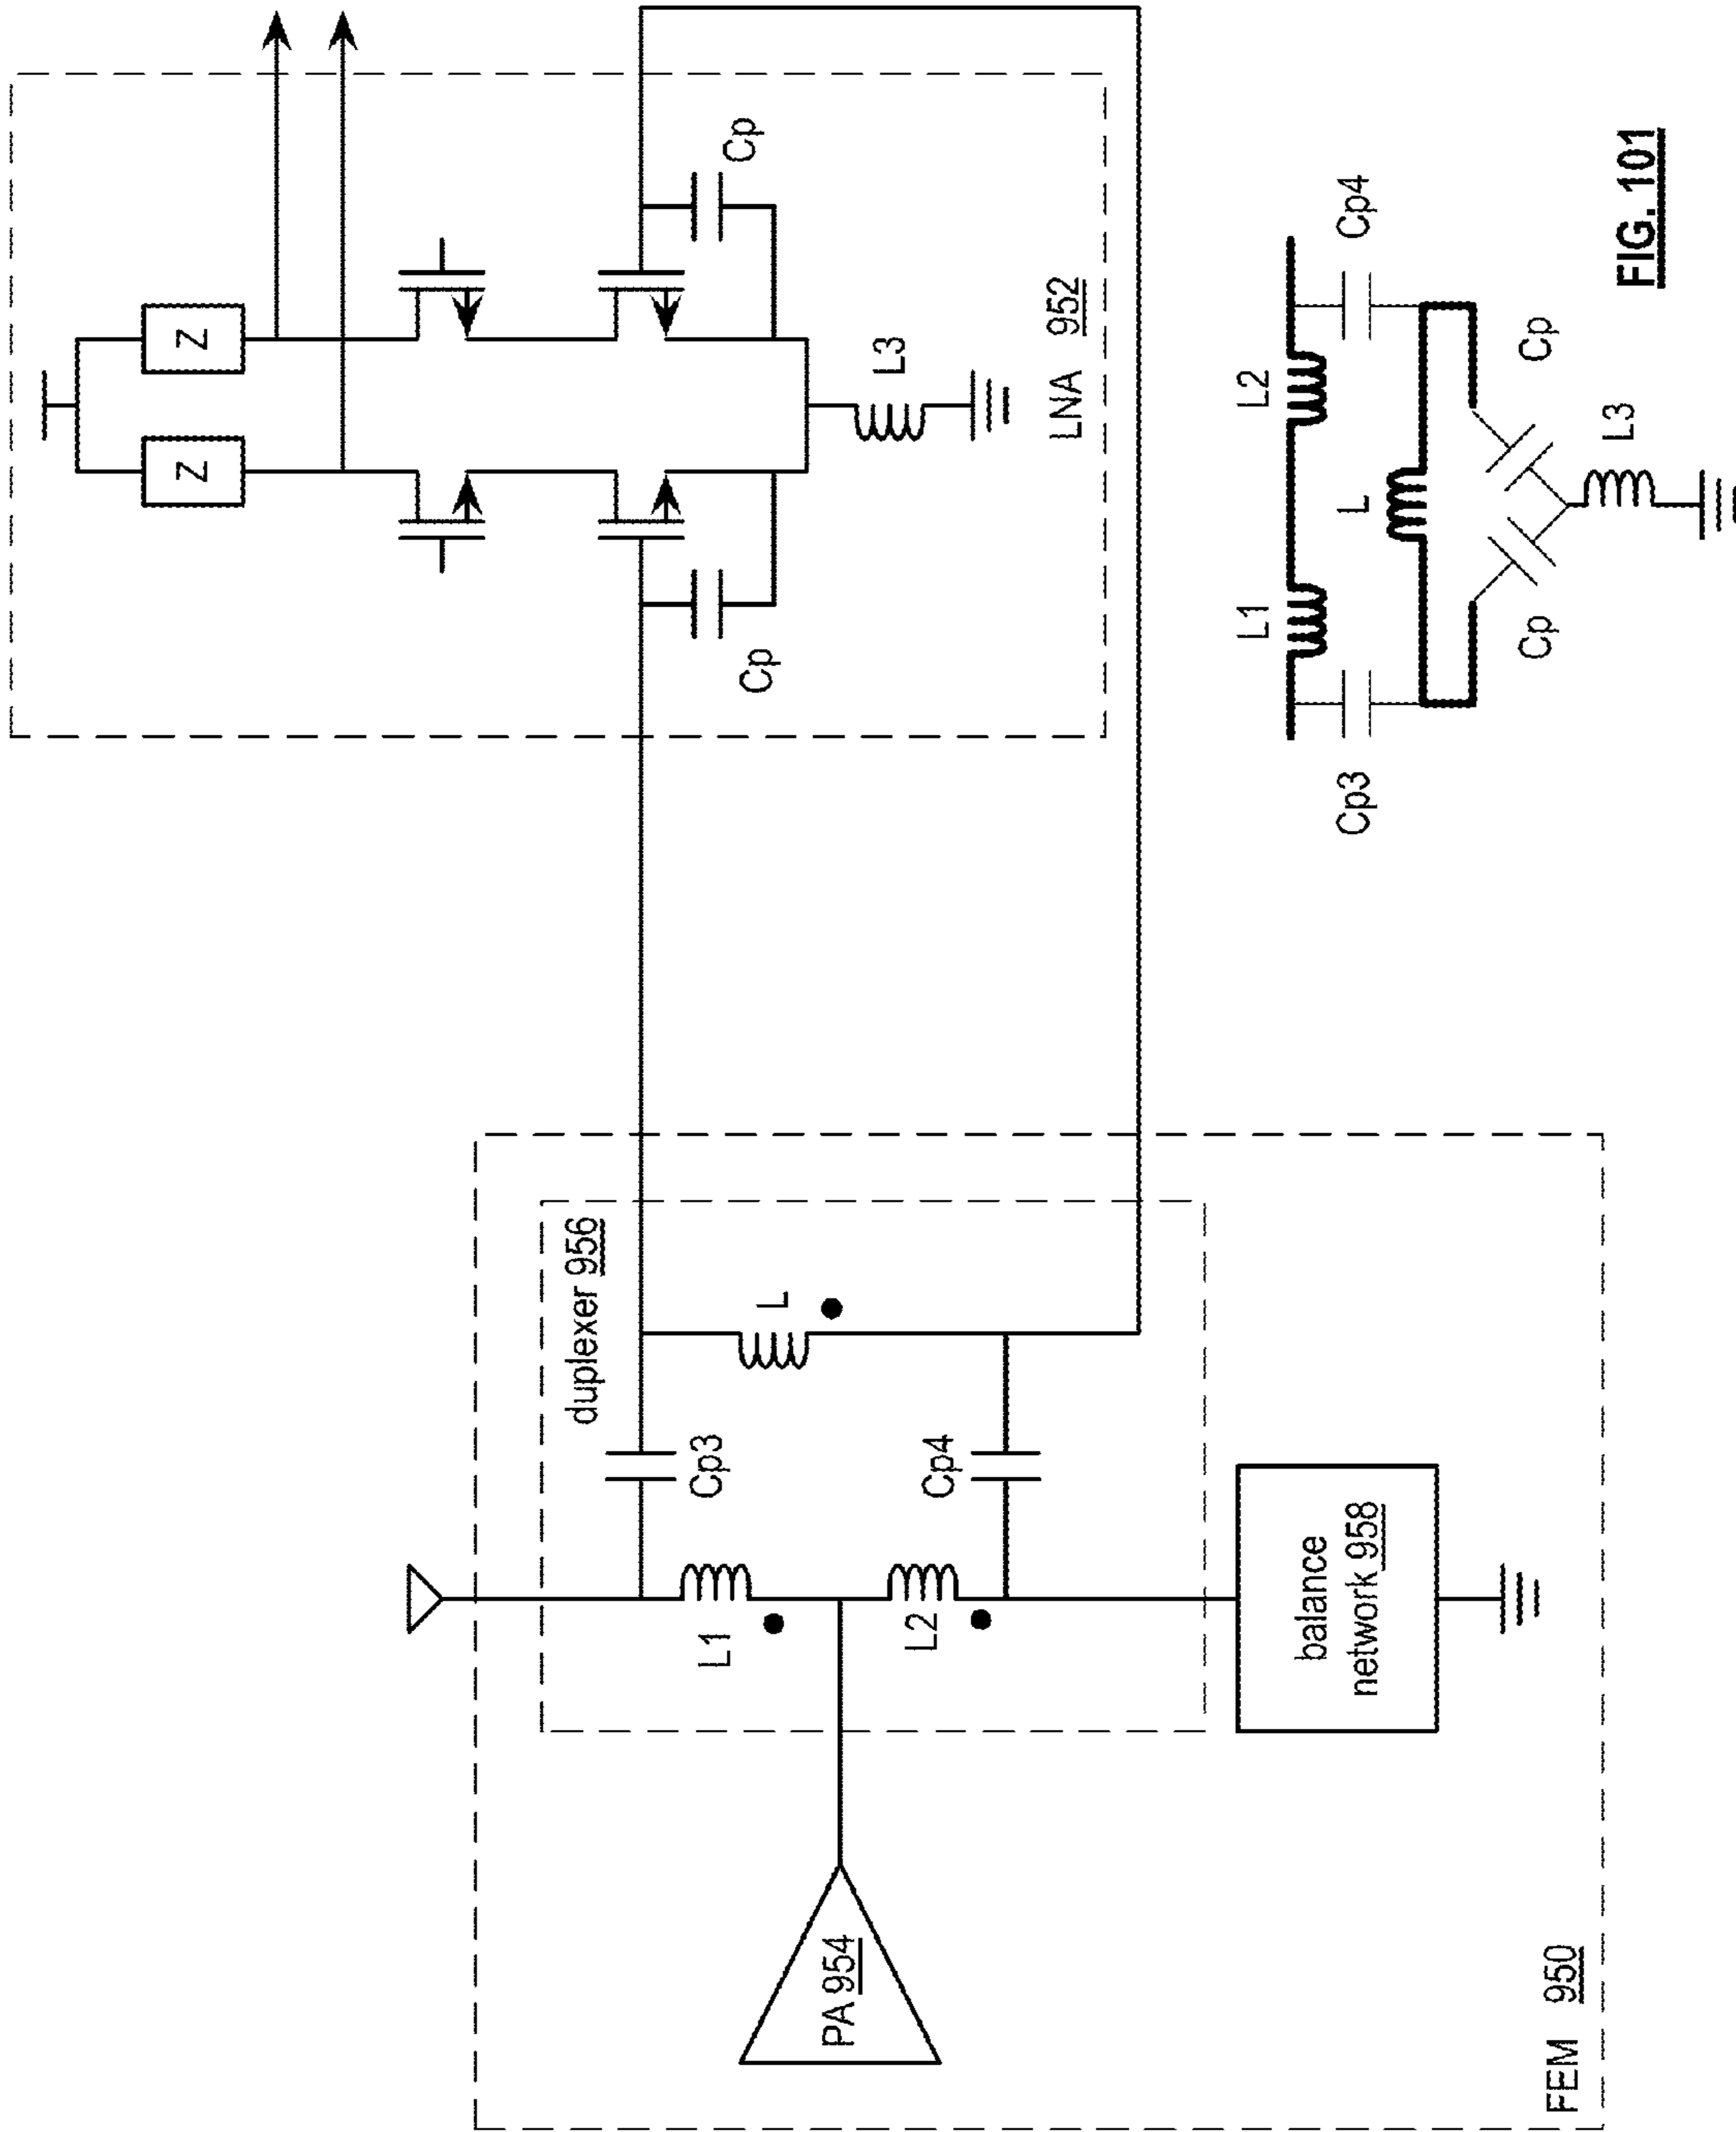 FEM 950
PA 954
duplexer 956
L1
L2
Cp3
Cp4
L
balance
network 958
LNA 952
Z
Z
Cp
Cp
L3
L1
L2
Cp3
Cp4
L
Cp
Cp
L3
FIG. 101